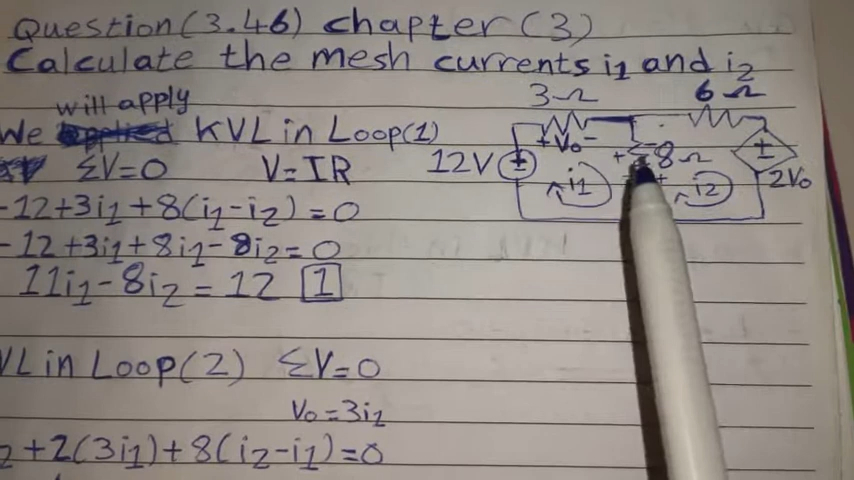 Question (3.46) chapter (3)
Calculate the mesh currents i1 and i2
will apply
We KVL in Loop(1)
ΣV=0 V=IR
-12+3i1+8(i1-i2)=0
-12+3i1+8i1-8i2=0
11i1-8i2=12 1
VL in Loop(2) ΣV=0
Vo=3i1
2+2(3i1)+8(i2-i1)=0
3Ω 6Ω
+Vo-
12V ± + 8Ω ±
2Vo
i1 + i2